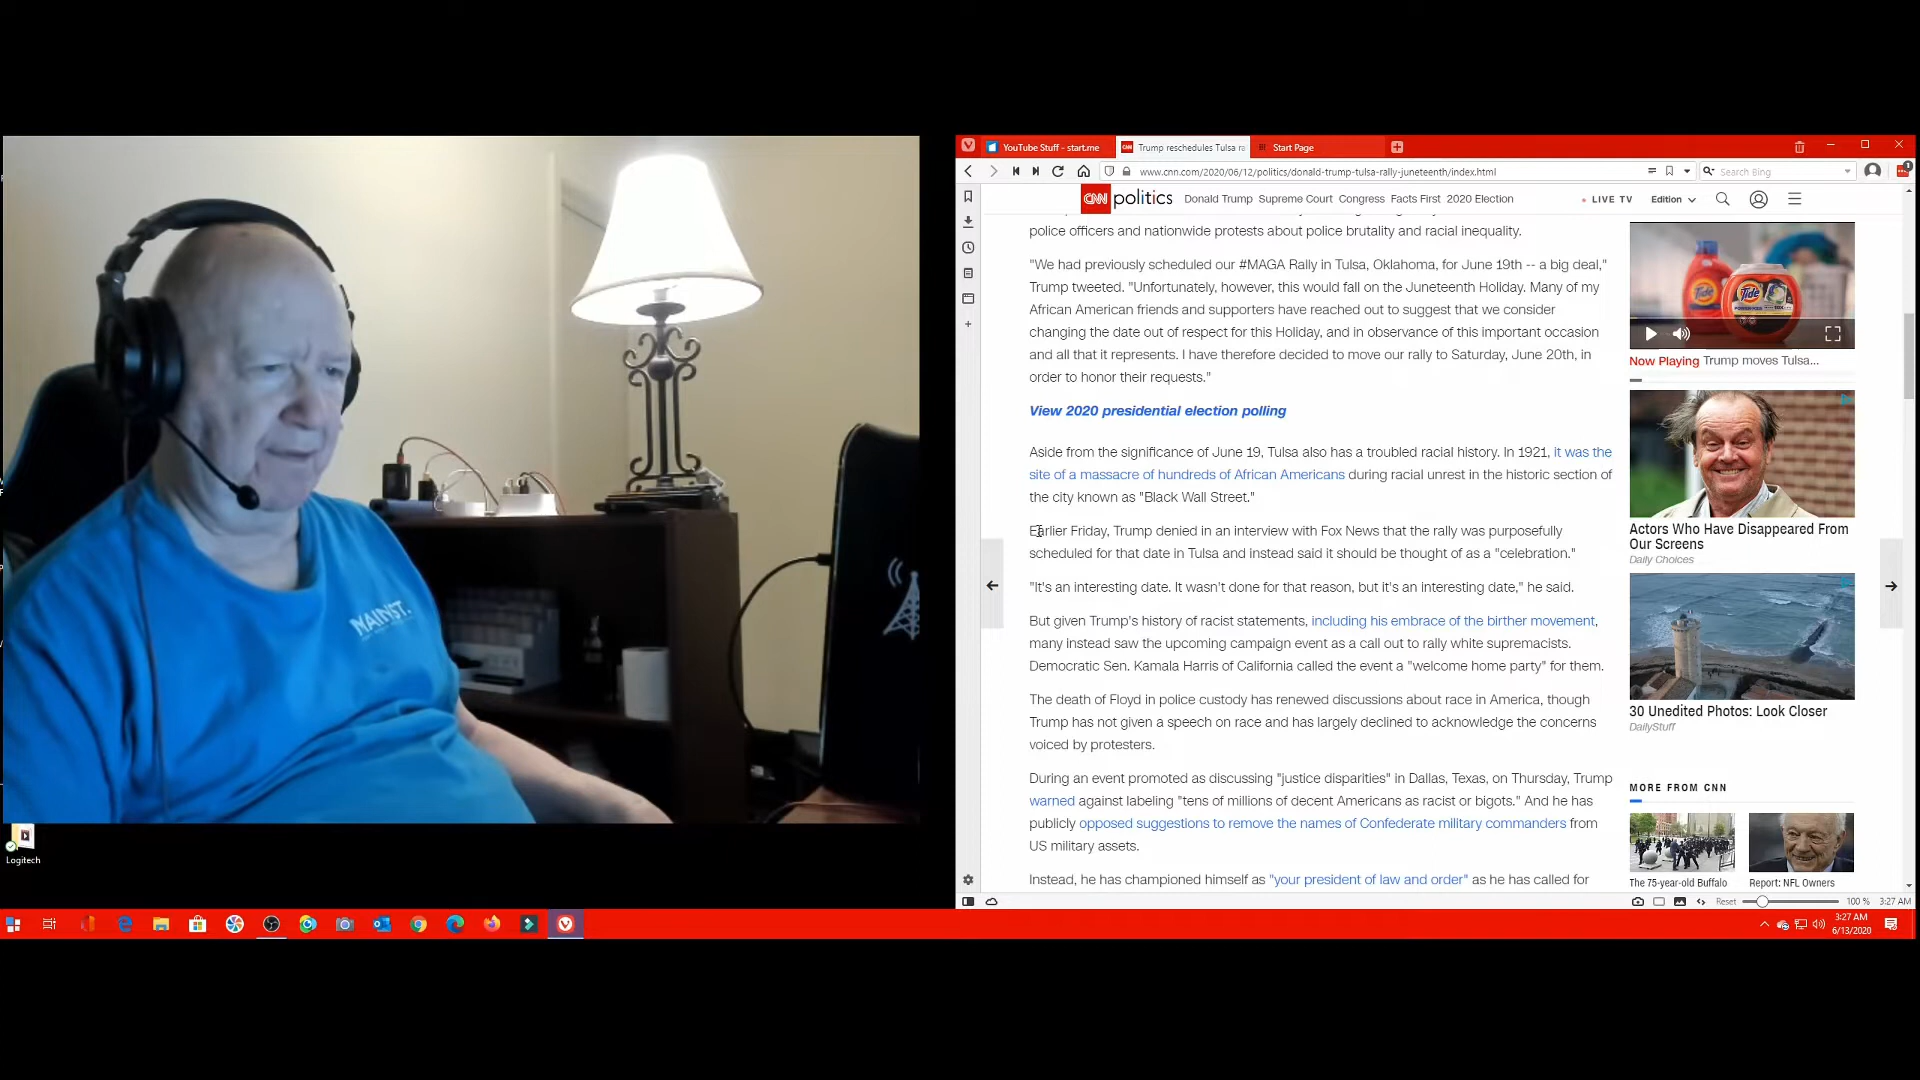 MAINST.
Logitech
YouTube Stuff - start.me
Trump reschedules Tulsa ra
Start Page
www.cnn.com/2020/06/12/politics/donald-trump-tulsa-rally-juneteenth/index.html
Search Bing
1
CNN politics
Donald Trump Supreme Court Congress Facts First 2020 Election
LIVE TV
Edition
police officers and nationwide protests about police brutality and racial inequality.
"We had previously scheduled our #MAGA Rally in Tulsa, Oklahoma, for June 19th -- a big deal,"
Trump tweeted. "Unfortunately, however, this would fall on the Juneteenth Holiday. Many of my
African American friends and supporters have reached out to suggest that we consider
changing the date out of respect for this Holiday, and in observance of this important occasion
and all that it represents. I have therefore decided to move our rally to Saturday, June 20th, in
order to honor their requests."
View 2020 presidential election polling
Aside from the significance of June 19, Tulsa also has a troubled racial history. In 1921, it was the
site of a massacre of hundreds of African Americans during racial unrest in the historic section of
the city known as "Black Wall Street."
Earlier Friday, Trump denied in an interview with Fox News that the rally was purposefully
scheduled for that date in Tulsa and instead said it should be thought of as a "celebration."
"It's an interesting date. It wasn't done for that reason, but it's an interesting date," he said.
But given Trump's history of racist statements, including his embrace of the birther movement,
many instead saw the upcoming campaign event as a call out to rally white supremacists.
Democratic Sen. Kamala Harris of California called the event a "welcome home party" for them.
The death of Floyd in police custody has renewed discussions about race in America, though
Trump has not given a speech on race and has largely declined to acknowledge the concerns
voiced by protesters.
During an event promoted as discussing "justice disparities" in Dallas, Texas, on Thursday, Trump
warned against labeling "tens of millions of decent Americans as racist or bigots." And he has
publicly opposed suggestions to remove the names of Confederate military commanders from
US military assets.
Instead, he has championed himself as "your president of law and order" as he has called for
Tide
Tide
Now Playing Trump moves Tulsa...
Actors Who Have Disappeared From
Our Screens
Daily Choices
30 Unedited Photos: Look Closer
DailyStuff
MORE FROM CNN
The 75-year-old Buffalo
Report: NFL Owners
Reset
100 %
3:27 AM
3:27 AM
6/13/2020